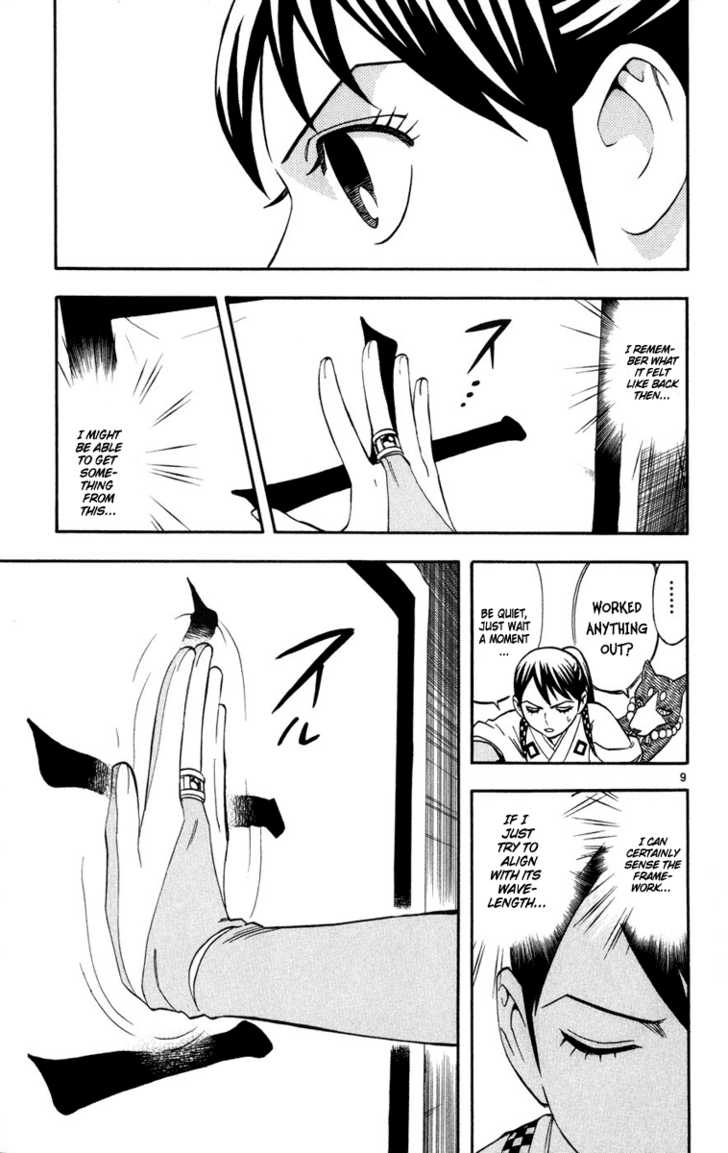 I REMEM-
BER WHAT
IT FELT
LIKE BACK
THEN...
ス...
I MIGHT
BE ABLE
TO GET
SOME-
THING
FROM
THIS...
........
WORKED
ANYTHING
OUT?
BE QUIET,
JUST WAIT
A MOMENT
...
9
I CAN
CERTAINLY
SENSE THE
FRAME-
WORK,
IF I
JUST
TRY TO
ALIGN
WITH ITS
WAVE-
LENGTH...